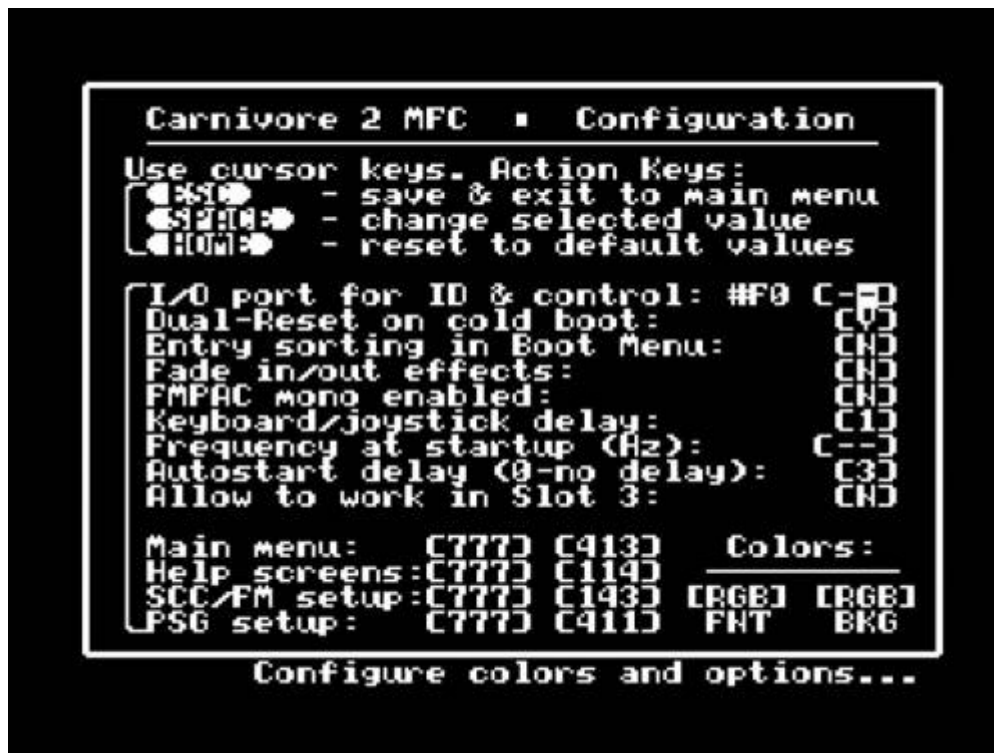 Carnivore 2 MFC ▪ Configuration
Use cursor keys. Action Keys:
ESC - save & exit to main menu
SPACE - change selected value
HOME - reset to default values
I/O port for ID & control: #F0 [--]
Dual-Reset on cold boot: [Y]
Entry sorting in Boot Menu: [N]
Fade in/out effects: [N]
FMPAC mono enabled: [N]
Keyboard/joystick delay: [1]
Frequency at startup (Hz): [--]
Autostart delay (0-no delay): [3]
Allow to work in Slot 3: [N]
Main menu: [777] [413] Colors:
Help screens:[777] [114]
SCC/FM setup:[777] [143] [RGB] [RGB]
PSG setup: [777] [411] FNT BKG
Configure colors and options...